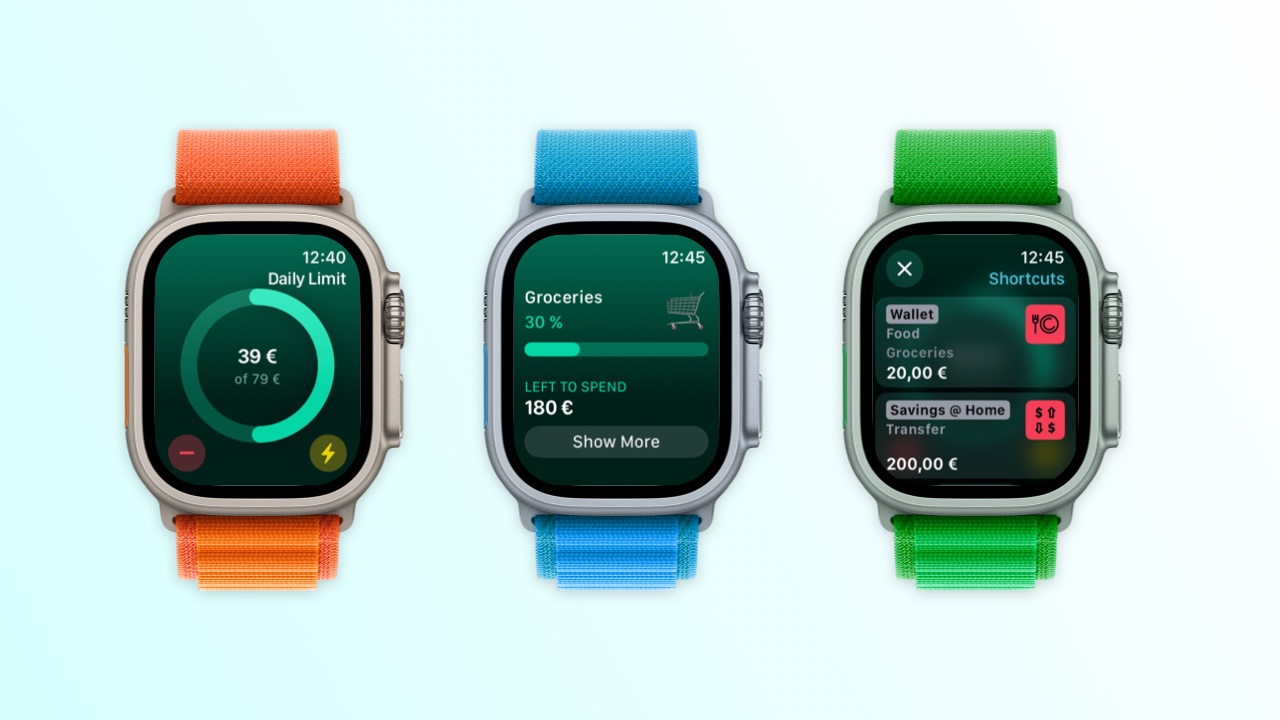 12:40
Daily Limit
39 €
of 79 €
12:45
Groceries
30 %
LEFT TO SPEND
180 €
Show More
12:45
Shortcuts
Wallet
Food
Groceries
20,00 €
Savings @ Home
Transfer
200,00 €